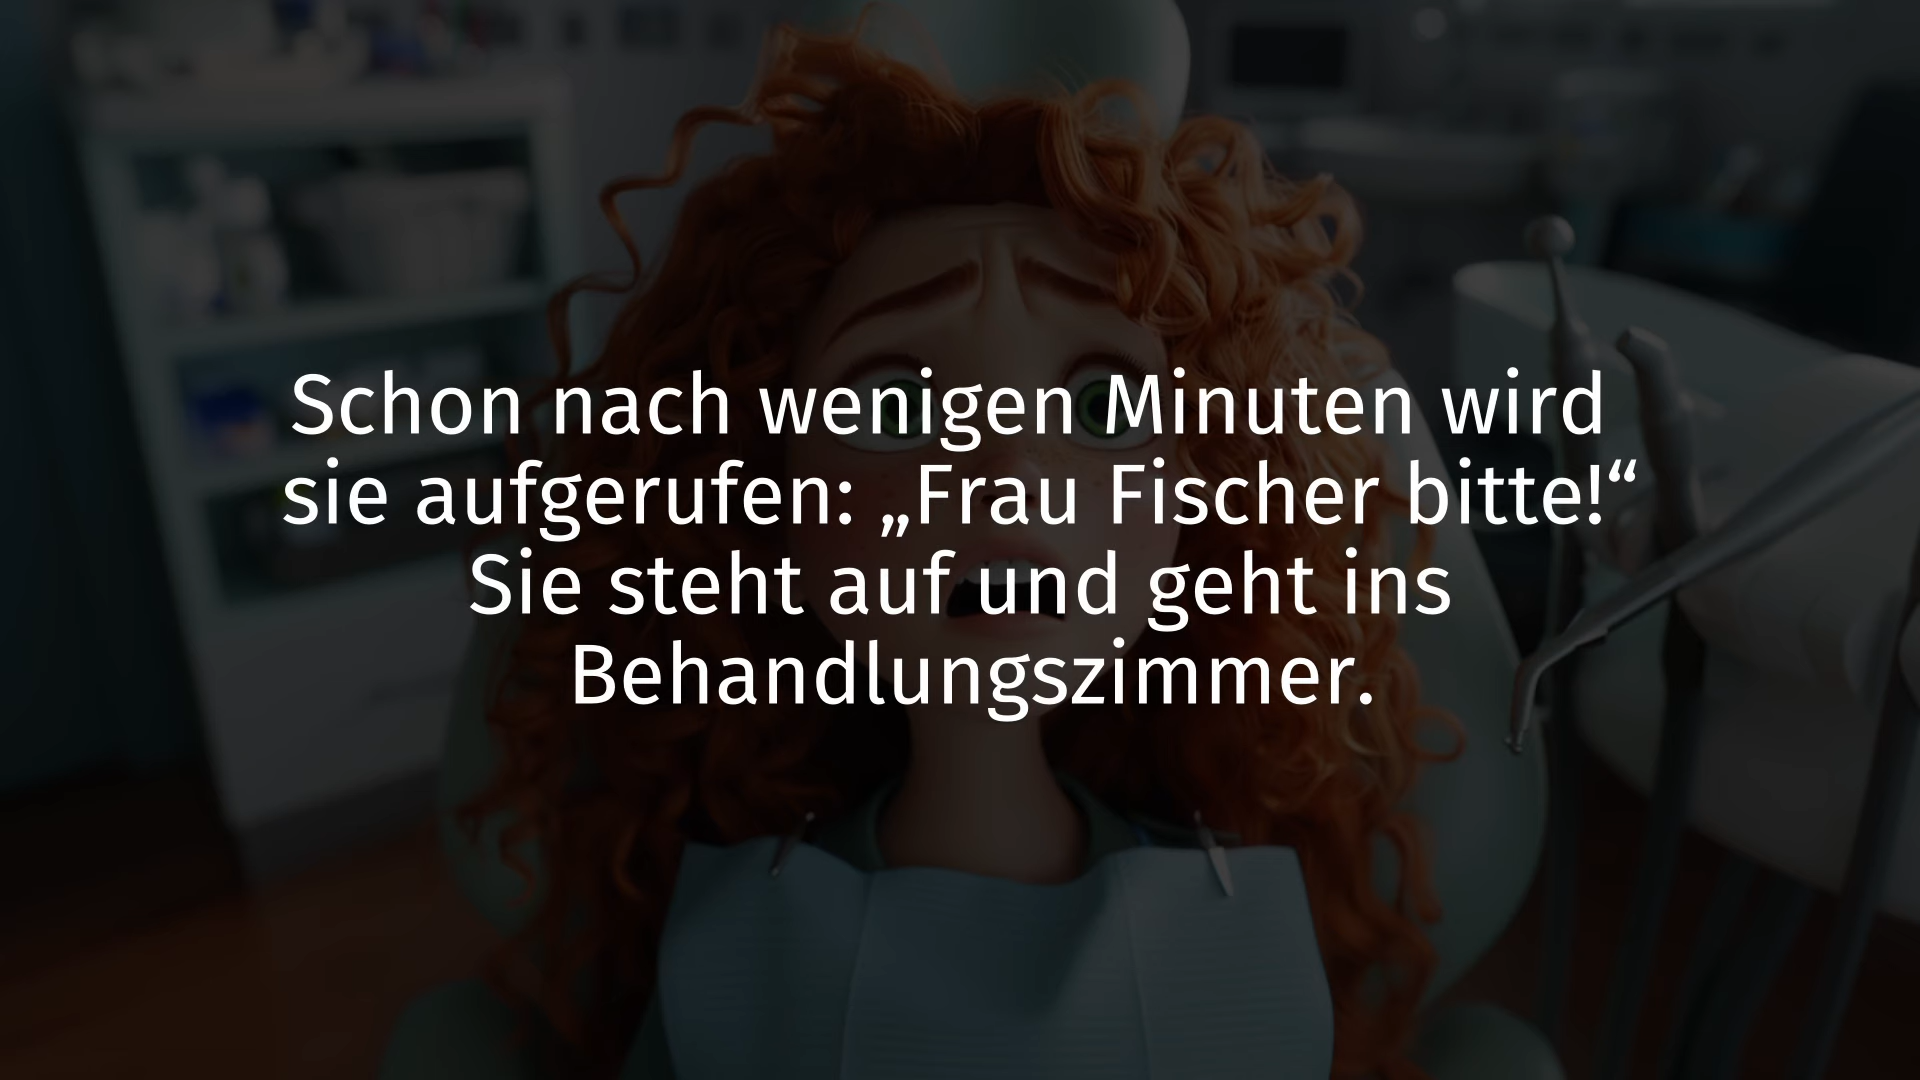 Schon nach wenigen Minuten wird
sie aufgerufen: „Frau Fischer bitte!“
Sie steht auf und geht ins
Behandlungszimmer.